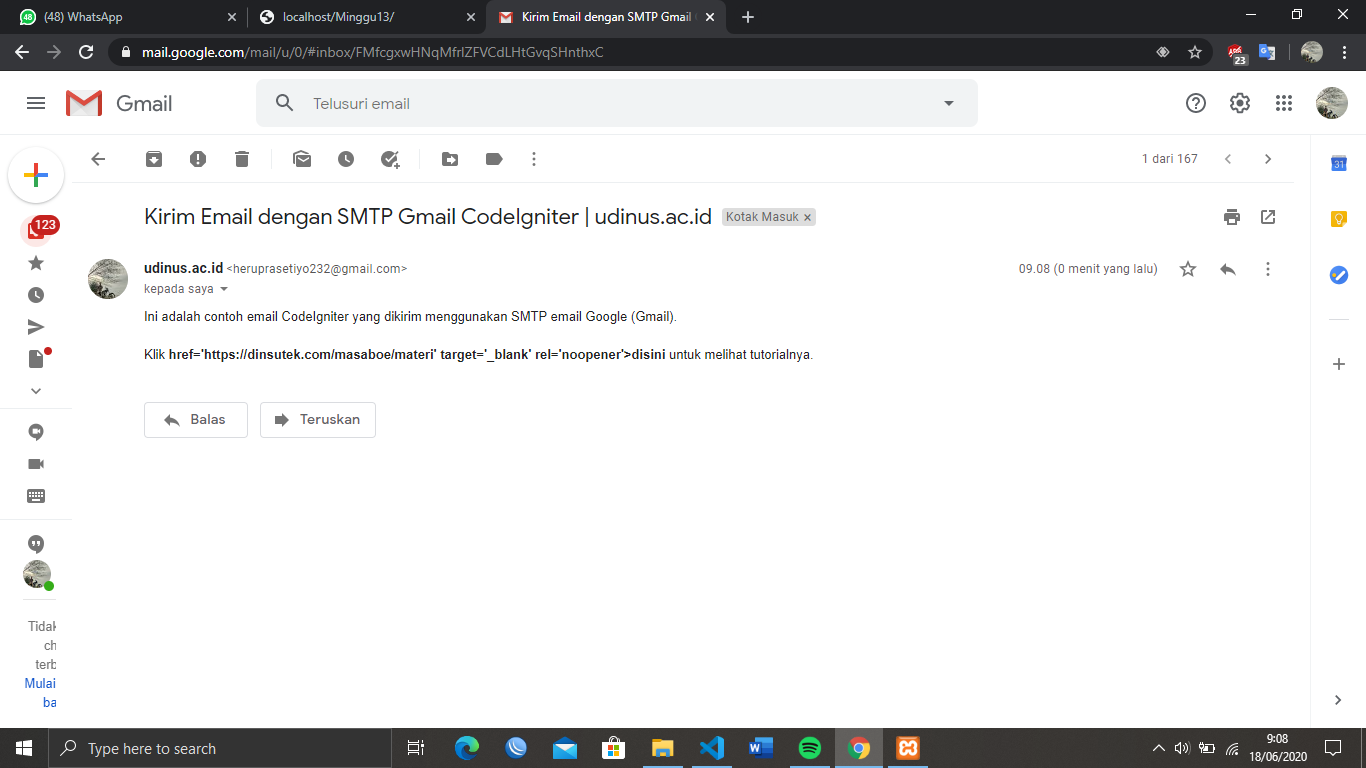 (48) WhatsApp
localhost/Minggu13/
Kirim Email dengan SMTP Gmail
mail.google.com/mail/u/0/#inbox/FMfcgxwHNqMfrlZFVCdLHtGvqSHnthxC
23
Gmail
Telusuri email
1 dari 167
31
Kirim Email dengan SMTP Gmail CodeIgniter | udinus.ac.id
Kotak Masuk ×
123
udinus.ac.id <heruprasetiyo232@gmail.com>
09.08 (0 menit yang lalu)
kepada saya
Ini adalah contoh email CodeIgniter yang dikirim menggunakan SMTP email Google (Gmail).
Klik href='https://dinsutek.com/masaboe/materi' target='_blank' rel='noopener'>disini untuk melihat tutorialnya.
Balas
Teruskan
Tidak
ch
terb
Mulai
ba
Type here to search
9:08
18/06/2020